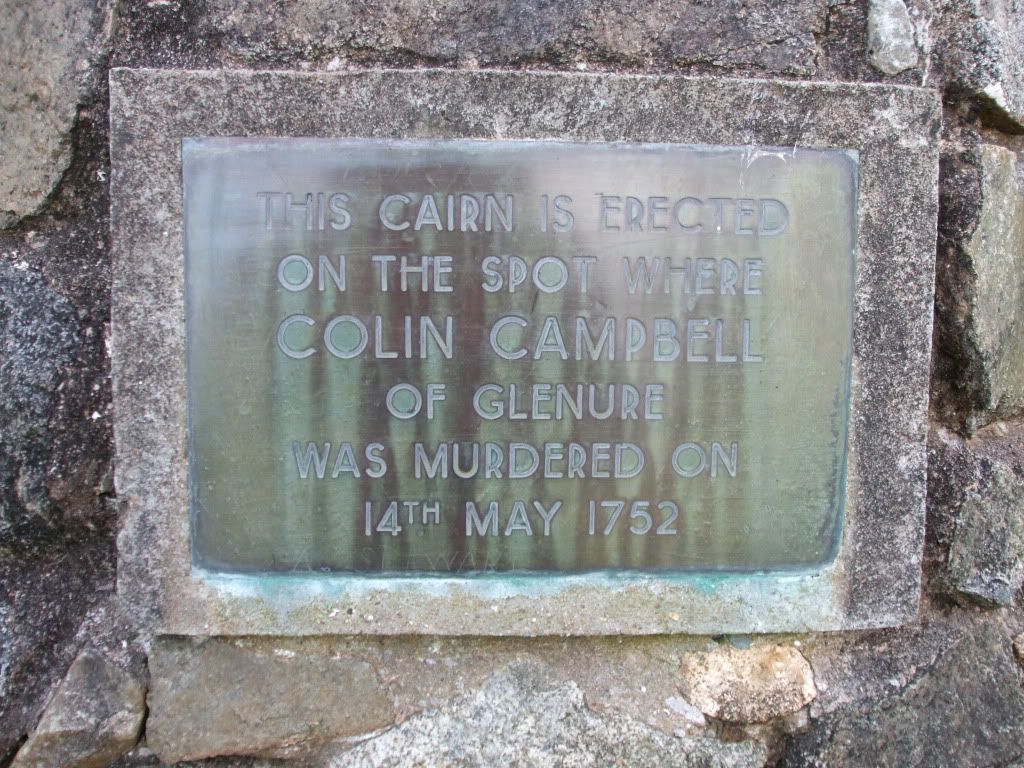 THIS CAIRN IS ERECTED
ON THE SPOT WHERE
COLIN CAMPBELL
OF GLENURE
WAS MURDERED ON
14TH MAY 1752